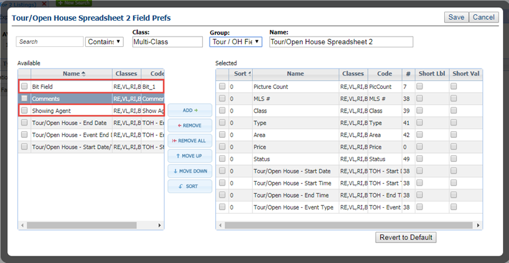 New Search
Tour/Open House Spreadsheet 2 Field Prefs
Save Cancel
Class: Group: Name:
Search Contains Multi-Class Tour / OH Fie Tour/Open House Spreadsheet 2
Available Selected
Name Classes Code
Bit Field RE,VL,RI,B Bit_1
Comments RE,VL,RI,B Commen
Showing Agent RE,VL,RI,B Show Ag
Tour/Open House - End Date RE,VL,RI,B TOH - En
Tour/Open House - Event End RE,VL,RI,B TOH - En
Tour/Open House - Start Date/ RE,VL,RI,B TOH - St
ADD
REMOVE
REMOVE ALL
MOVE UP
MOVE DOWN
SORT
Sort Name Classes Code # Short Lbl Short Val
0 Picture Count RE,VL,RI,B PicCount 7
0 MLS # RE,VL,RI,B MLS # 38
0 Class RE,VL,RI,B Class 39
0 Type RE,VL,RI,B Type 41
0 Area RE,VL,RI,B Area 42
0 Price RE,VL,RI,B Price 0
0 Status RE,VL,RI,B Status 49
0 Tour/Open House - Start Date RE,VL,RI,B TOH - Start 38
0 Tour/Open House - Start Time RE,VL,RI,B TOH - Start 38
0 Tour/Open House - End Time RE,VL,RI,B TOH - End 38
0 Tour/Open House - Event Type RE,VL,RI,B TOH - 38
Revert to Default